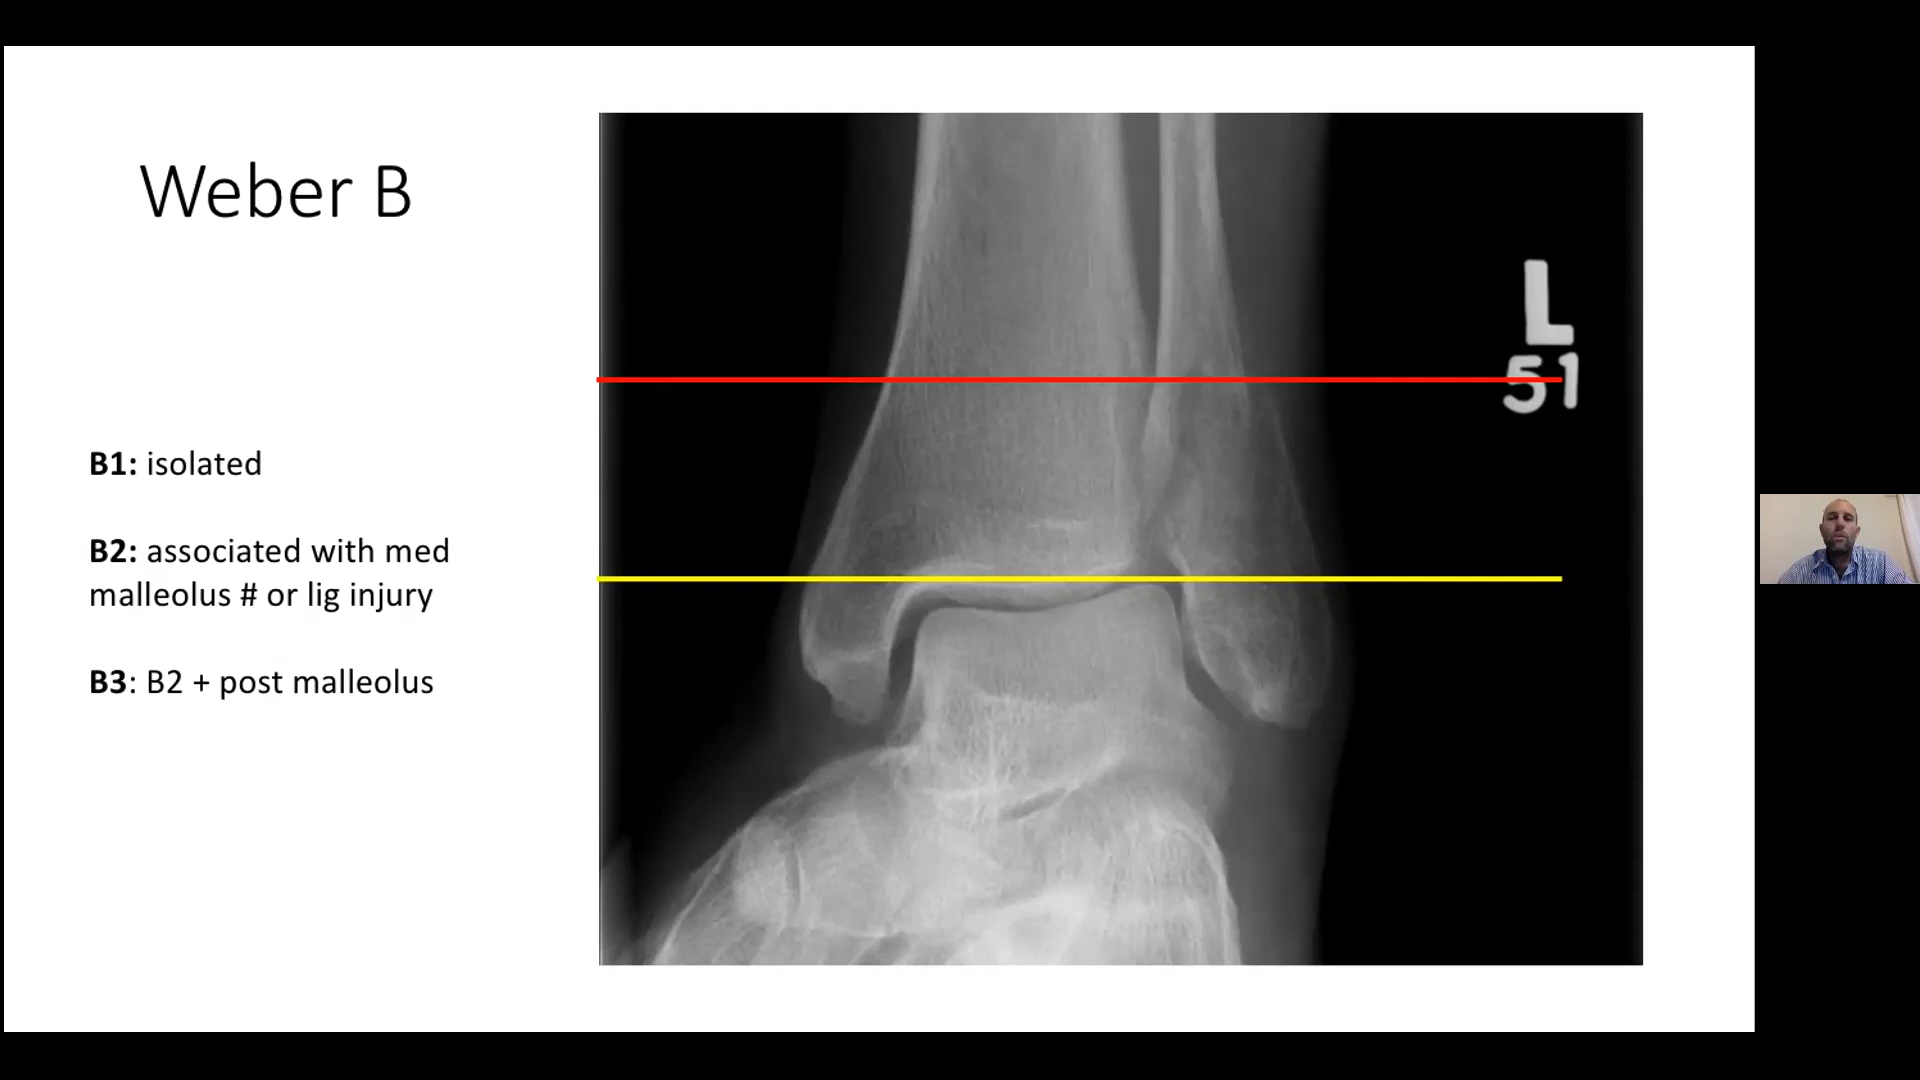 Weber B
B1: isolated
B2: associated with med
malleolus # or lig injury
B3: B2 + post malleolus
L
51